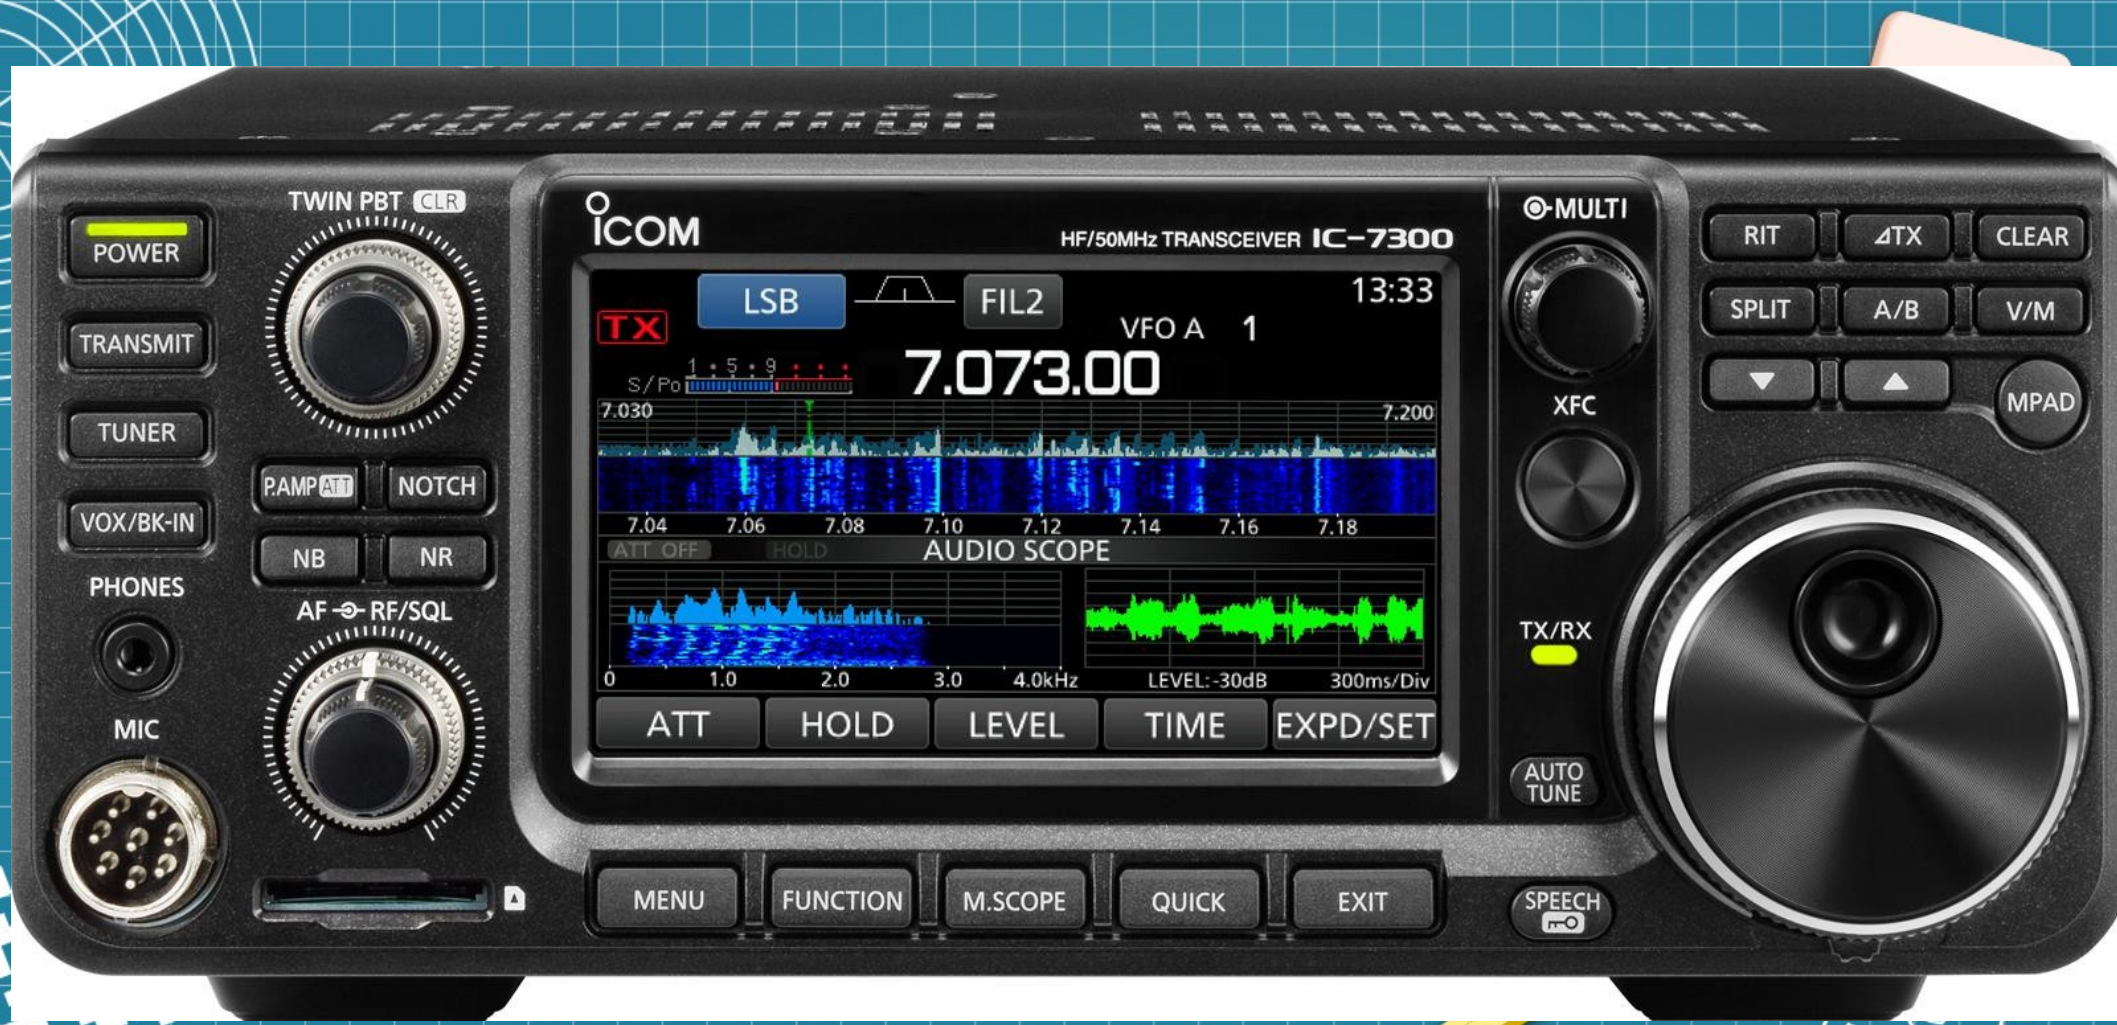 TWIN PBT CLR
POWER
TRANSMIT
TUNER
VOX/BK-IN
P.AMP ATT
NOTCH
NB
NR
PHONES
AF RF/SQL
MIC
ICOM
HF/50MHz TRANSCEIVER IC-7300
LSB
FIL2
13:33
TX
VFO A 1
1 5 9
S/Po
7.073.00
7.030
T
7.200
7.04 7.06 7.08 7.10 7.12 7.14 7.16 7.18
ATT OFF
HOLD
AUDIO SCOPE
0 1.0 2.0 3.0 4.0kHz
LEVEL:-30dB
300ms/Div
ATT
HOLD
LEVEL
TIME
EXPD/SET
MENU
FUNCTION
M.SCOPE
QUICK
EXIT
MULTI
XFC
TX/RX
AUTO
TUNE
SPEECH
RIT
⊿TX
CLEAR
SPLIT
A/B
V/M
▼
▲
MPAD